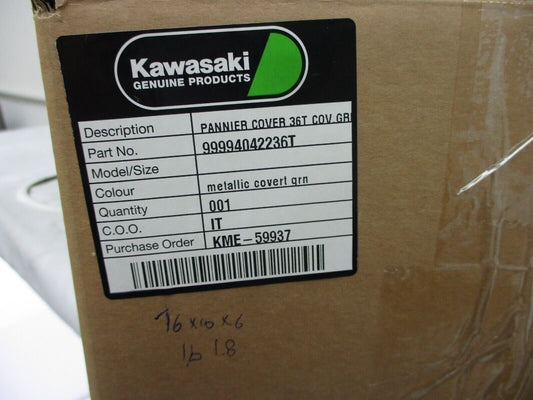 Kawasaki
GENUINE PRODUCTS
Description PANNIER COVER 36T COV GR
Part No. 99994042236T
Model/Size
Colour metallic covert grn
Quantity 001
C.O.O. IT
Purchase Order KME-59937
16 x 10 x 6
1.8